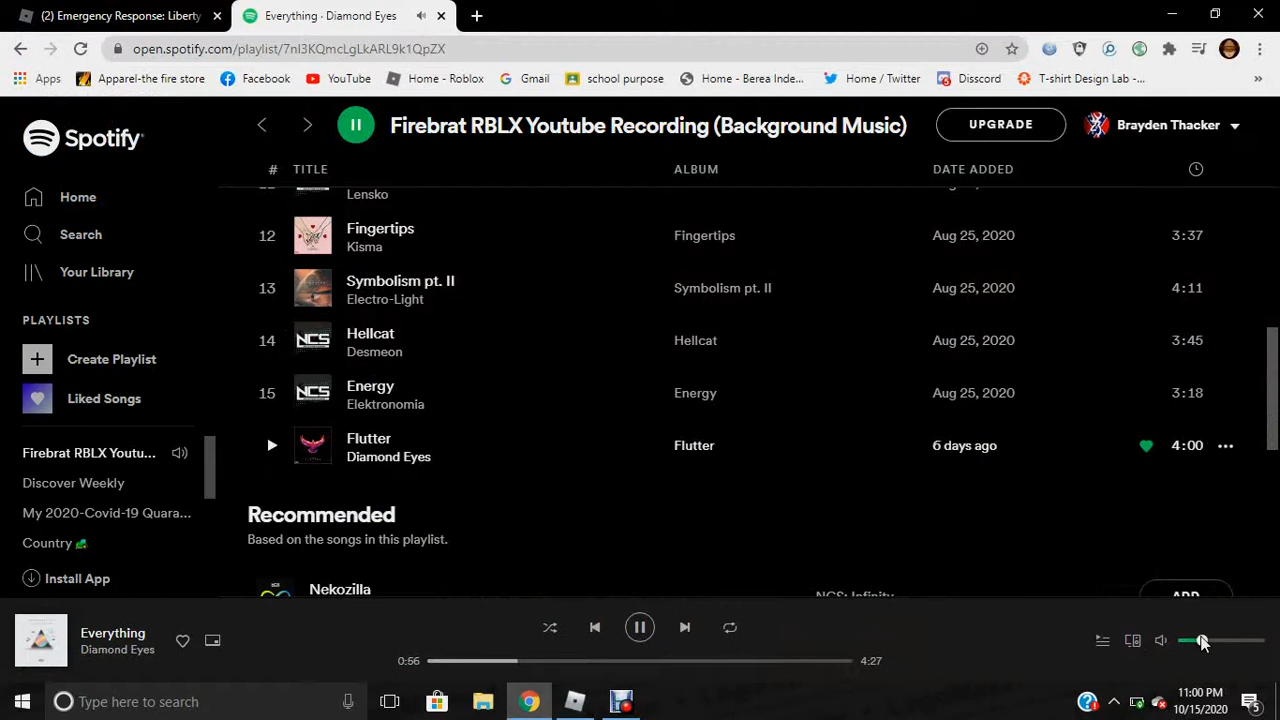 (2) Emergency Response: Liberty
Everything - Diamond Eyes
open.spotify.com/playlist/7nI3KQmcLgLkARL9k1QpZX
Apps
Apparel-the fire store
Facebook
YouTube
Home - Roblox
Gmail
school purpose
Home - Berea Inde...
Home / Twitter
Disscord
T-shirt Design Lab -...
Spotify
Firebrat RBLX Youtube Recording (Background Music)
UPGRADE
Brayden Thacker
# TITLE ALBUM DATE ADDED
Home
Search
Your Library
PLAYLISTS
Create Playlist
Liked Songs
Firebrat RBLX Youtu...
Discover Weekly
My 2020-Covid-19 Quara...
Country
Install App
Lensko
12 Fingertips Fingertips Aug 25, 2020 3:37
Kisma
13 Symbolism pt. II Symbolism pt. II Aug 25, 2020 4:11
Electro-Light
14 Hellcat Hellcat Aug 25, 2020 3:45
Desmeon
15 Energy Energy Aug 25, 2020 3:18
Elektronomia
Flutter Flutter 6 days ago 4:00
Diamond Eyes
Recommended
Based on the songs in this playlist.
Nekozilla NCS: Infinity ADD
Everything
Diamond Eyes
0:56 4:27
Type here to search
11:00 PM
10/15/2020
5